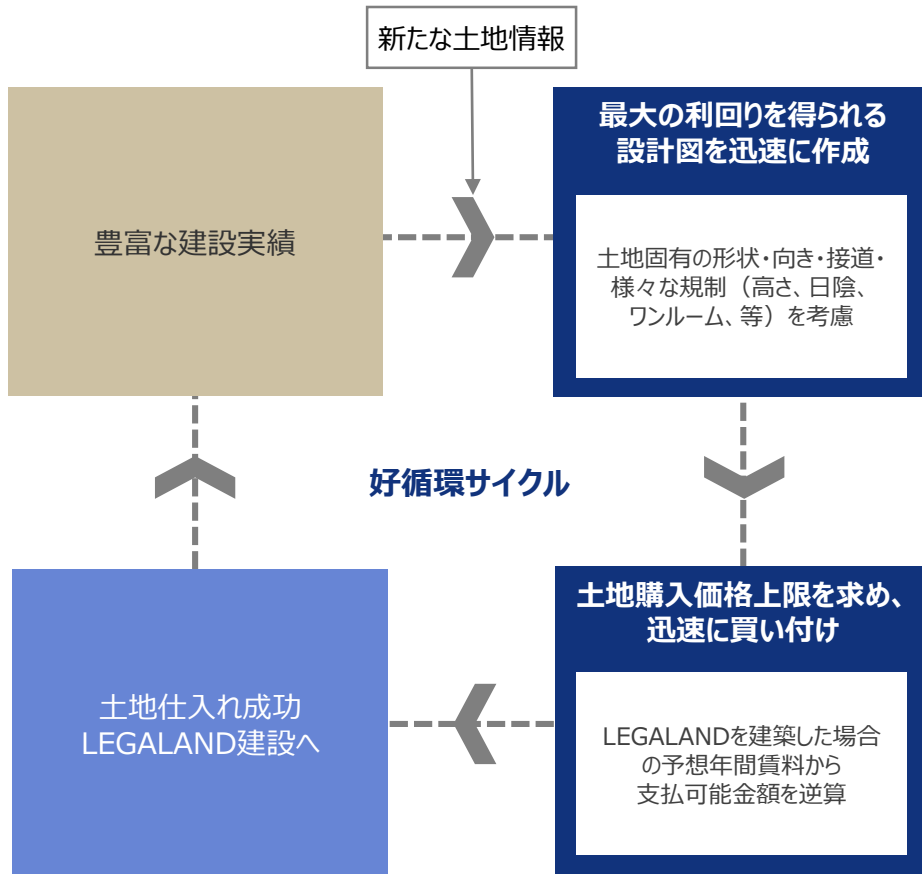 新たな土地情報
豊富な建設実績
最大の利回りを得られる
設計図を迅速に作成
土地固有の形状・向き・接道・
様々な規制（高さ、日陰、
ワンルーム、等）を考慮
好循環サイクル
土地購入価格上限を求め、
迅速に買い付け
LEGALANDを建築した場合
の予想年間賃料から
支払可能金額を逆算
土地仕入れ成功
LEGALAND建設へ